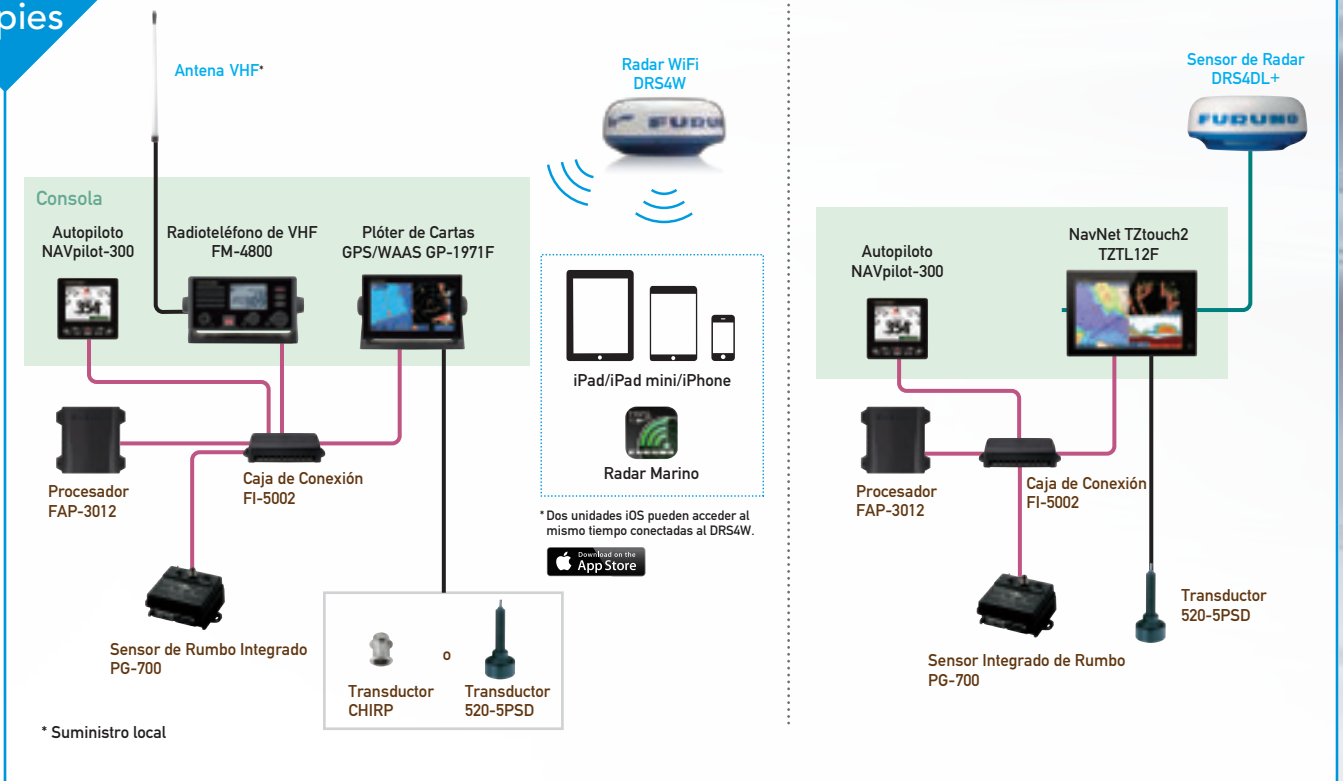 pies
Antena VHF*
Radar WiFi
DRS4W
Sensor de Radar
DRS4DL+
FURUNO
Consola
Autopiloto
NAVpilot-300
Radioteléfono de VHF
FM-4800
Plóter de Cartas
GPS/WAAS GP-1971F
354°
iPad/iPad mini/iPhone
Radar Marino
* Dos unidades iOS pueden acceder al
mismo tiempo conectadas al DRS4W.
Download on the
App Store
Procesador
FAP-3012
Caja de Conexión
FI-5002
Sensor de Rumbo Integrado
PG-700
Transductor
CHIRP
o
Transductor
520-5PSD
* Suministro local
Autopiloto
NAVpilot-300
354°
NavNet TZtouch2
TZTL12F
Procesador
FAP-3012
Caja de Conexión
FI-5002
Sensor Integrado de Rumbo
PG-700
Transductor
520-5PSD